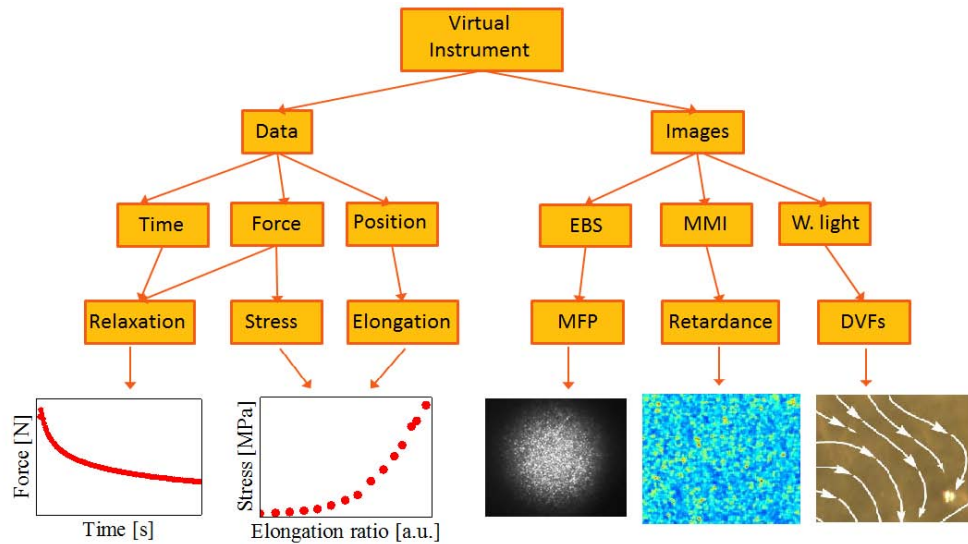 Virtual
Instrument
Data
Images
Time
Force
Position
EBS
MMI
W. light
Relaxation
Stress
Elongation
MFP
Retardance
DVFs
Force [N]
Time [s]
Stress [MPa]
Elongation ratio [a.u.]